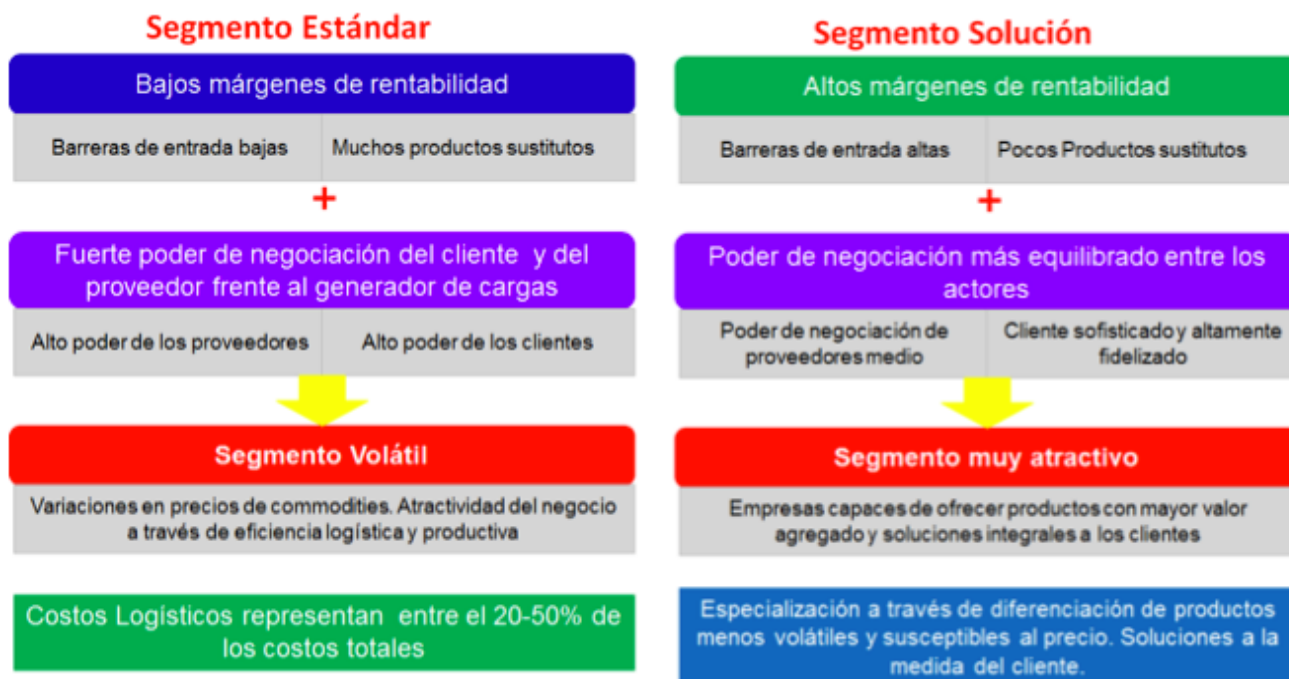 Segmento Estándar
Bajos márgenes de rentabilidad
Barreras de entrada bajas
Muchos productos sustitutos
+
Fuerte poder de negociación del cliente y del
proveedor frente al generador de cargas
Alto poder de los proveedores
Alto poder de los clientes
Segmento Volátil
Variaciones en precios de commodities. Atractividad del negocio
a través de eficiencia logística y productiva
Costos Logísticos representan entre el 20-50% de
los costos totales
Segmento Solución
Altos márgenes de rentabilidad
Barreras de entrada altas
Pocos Productos sustitutos
+
Poder de negociación más equilibrado entre los
actores
Poder de negociación de
proveedores medio
Cliente sofisticado y altamente
fidelizado
Segmento muy atractivo
Empresas capaces de ofrecer productos con mayor valor
agregado y soluciones integrales a los clientes
Especialización a través de diferenciación de productos
menos volátiles y susceptibles al precio. Soluciones a la
medida del cliente.